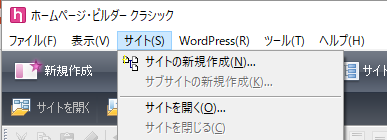 ホームページ・ビルダー クラシック
ファイル(F) 表示(V) サイト(S) WordPress(R) ツール(T) ヘルプ(H)
新規作成
サイト
サイトを開く
サイトの新規作成(N)...
サブサイトの新規作成(K)...
サイトを開く(O)...
サイトを閉じる(C)